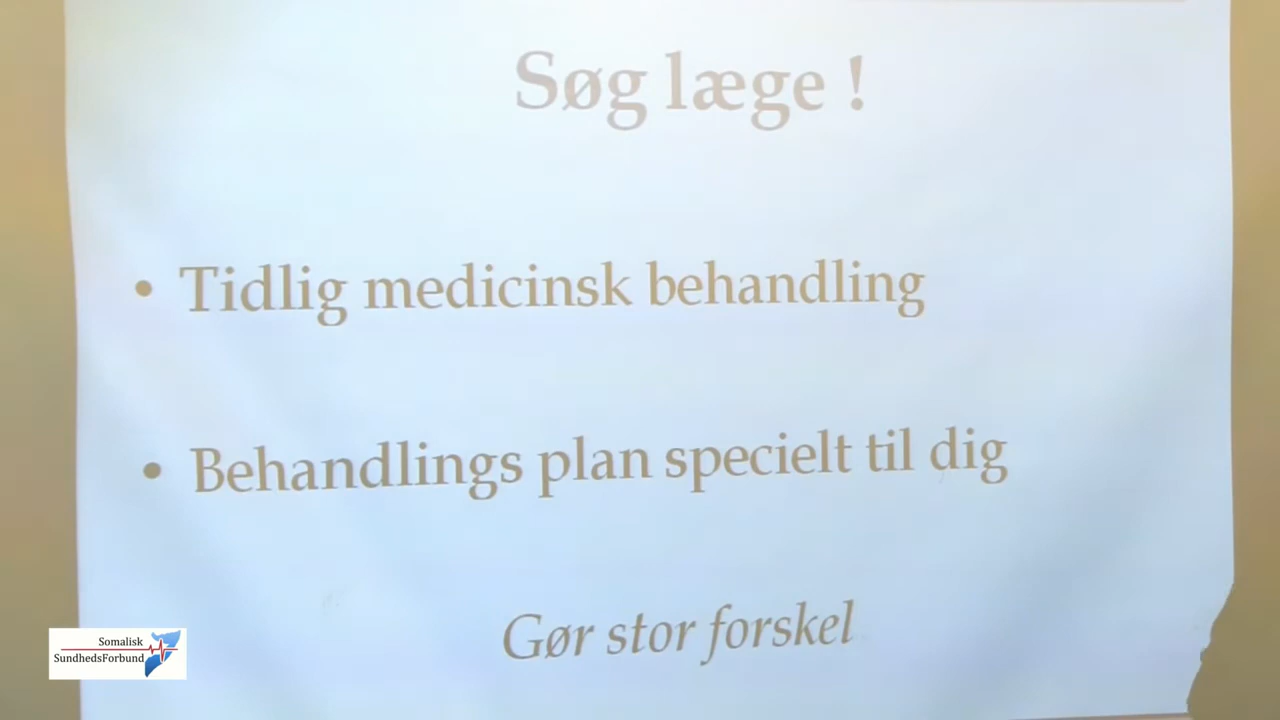 Søg læge !
• Tidlig medicinsk behandling
• Behandlings plan specielt til dig
Gør stor forskel
Somalisk
SundhedsForbund